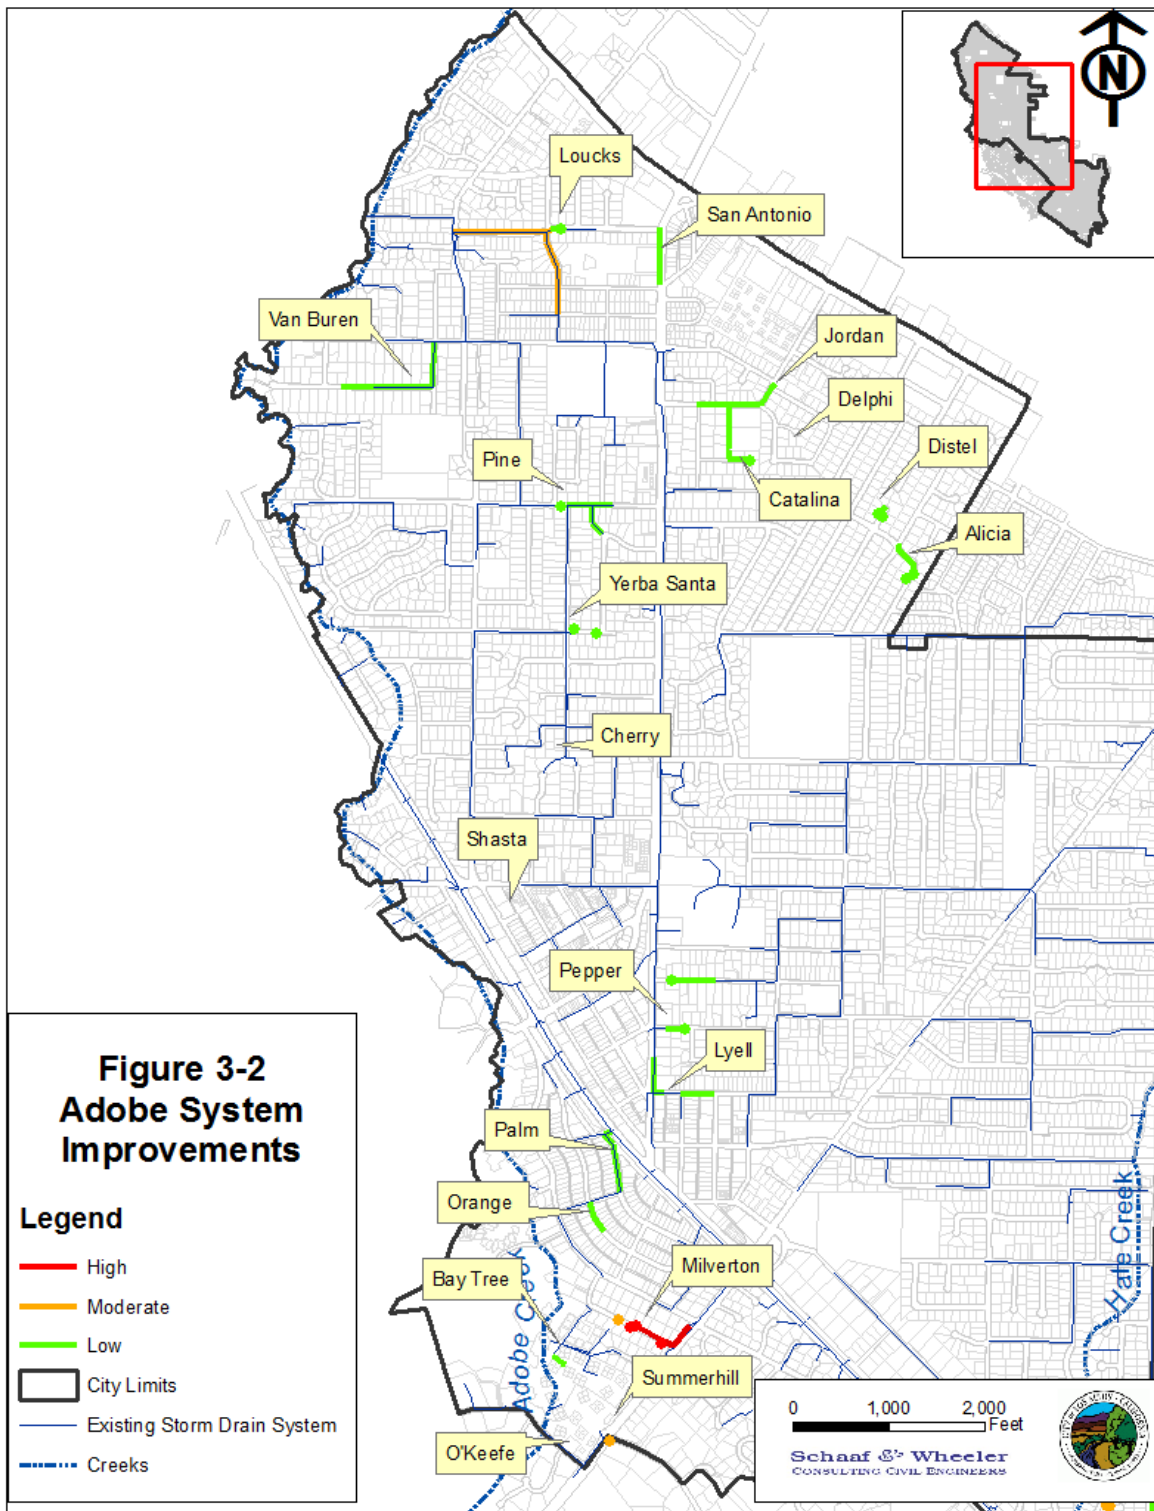 N
Loucks
San Antonio
Van Buren
Jordan
Delphi
Distel
Pine
Catalina
Alicia
Yerba Santa
Cherry
Shasta
Pepper
Lyell
Palm
Orange
Milverton
Bay Tree
Summerhill
O'Keefe
Adobe Creek
Hale Creek
Figure 3-2
Adobe System
Improvements
Legend
High
Moderate
Low
City Limits
Existing Storm Drain System
Creeks
0 1,000 2,000
Feet
Schaaf & Wheeler
CONSULTING CIVIL ENGINEERS